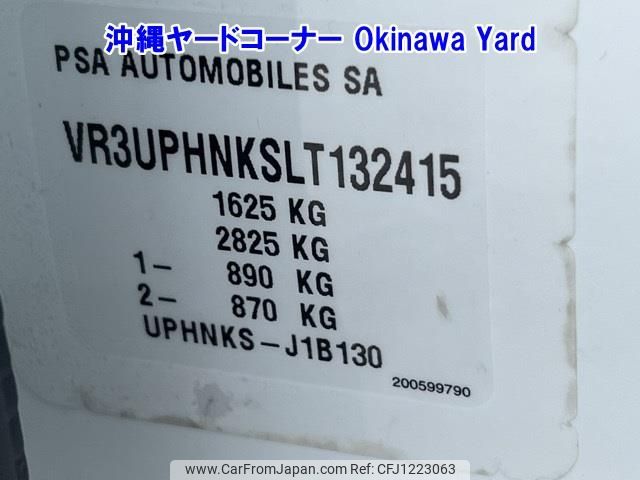 沖縄ヤードコーナー Okinawa Yard
PSA AUTOMOBILES SA
VR3UPHNKSLT132415
1625 KG
2825 KG
1- 890 KG
2- 870 KG
UPHNKS-J1B130
200599790
www.CarFromJapan.com | CFJ1223063